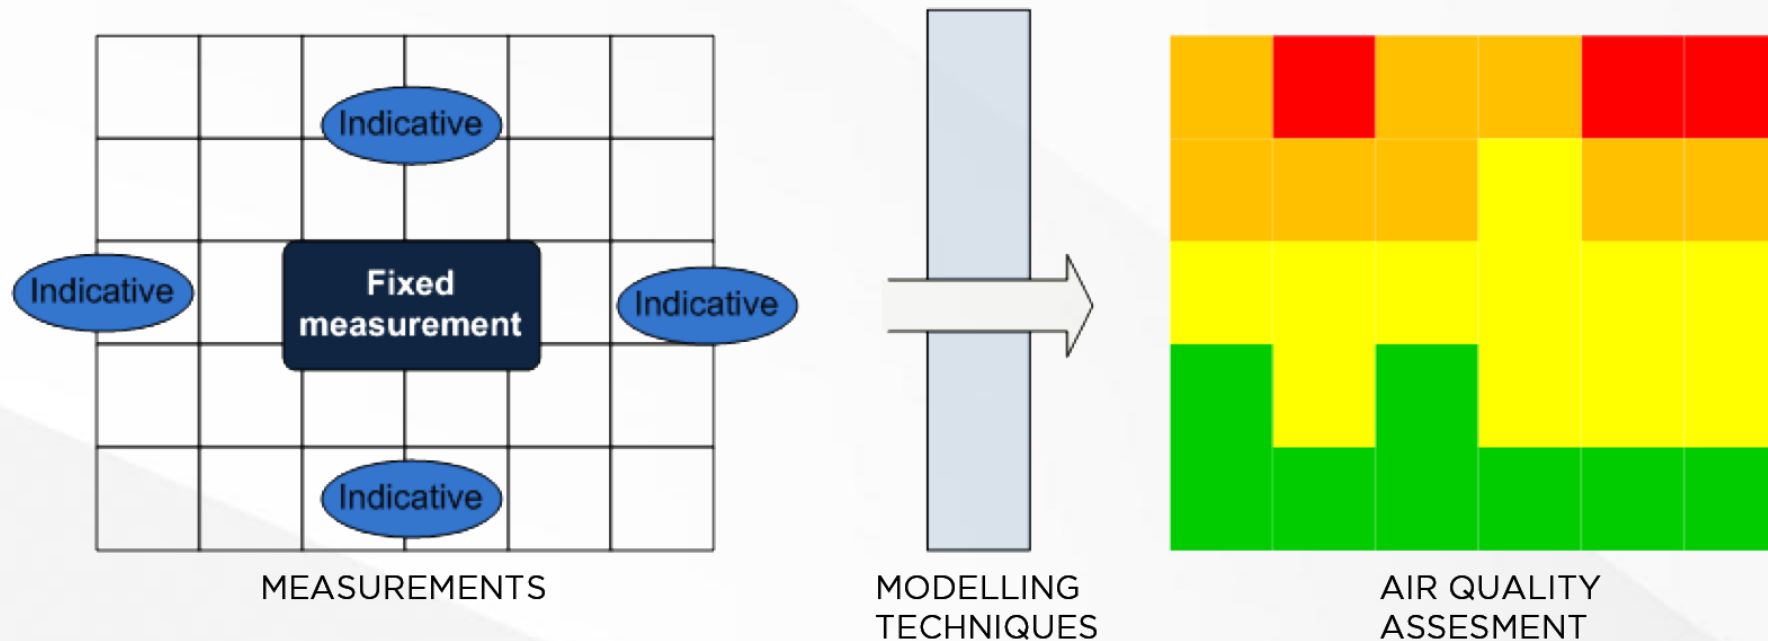 Indicative
Indicative
Fixed
measurement
Indicative
Indicative
MEASUREMENTS
MODELLING
TECHNIQUES
AIR QUALITY
ASSESMENT